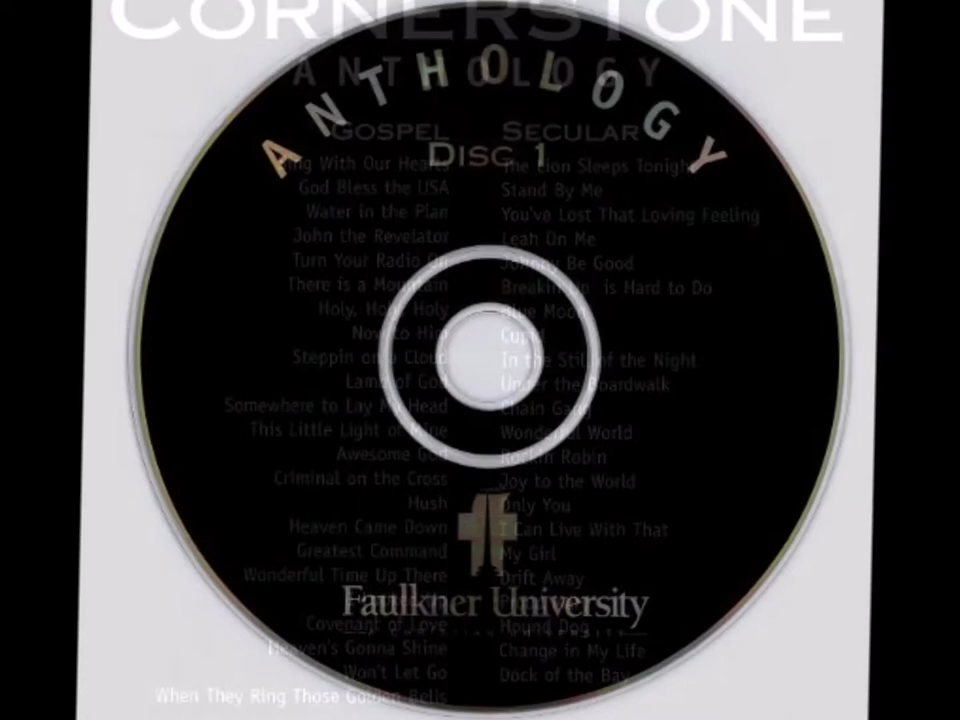 CORNERSTONE
ANTHOLOGY
ANTHOLOGY
GOSPEL
SECULAR
DISC 1
With Our Hearts
The Lion Sleeps Tonight
God Bless the USA
Stand By Me
Water in the Plan
You've Lost That Loving Feeling
John the Revelator
Leah On Me
Turn Your Radio On
Johnny Be Good
There is a Mountain
Breakin Up is Hard to Do
Holy, Holy Holy
Blue Moon
Now to Him
Cupid
Steppin on a Cloud
In the Still of the Night
Lamb of God
Under the Boardwalk
Somewhere to Lay My Head
Chain Gang
This Little Light of Mine
Wonderful World
Awesome God
Rockin Robin
Criminal on the Cross
Joy to the World
Hush
Only You
Heaven Came Down
I Can Live With That
Greatest Command
My Girl
Wonderful Time Up There
Drift Away
Faulkner University
Covenant of Love
Hound Dog
A CHRISTIAN UNIVERSITY
Heaven's Gonna Shine
Change in My Life
Won't Let Go
Dock of the Bay
When They Ring Those Golden Bells